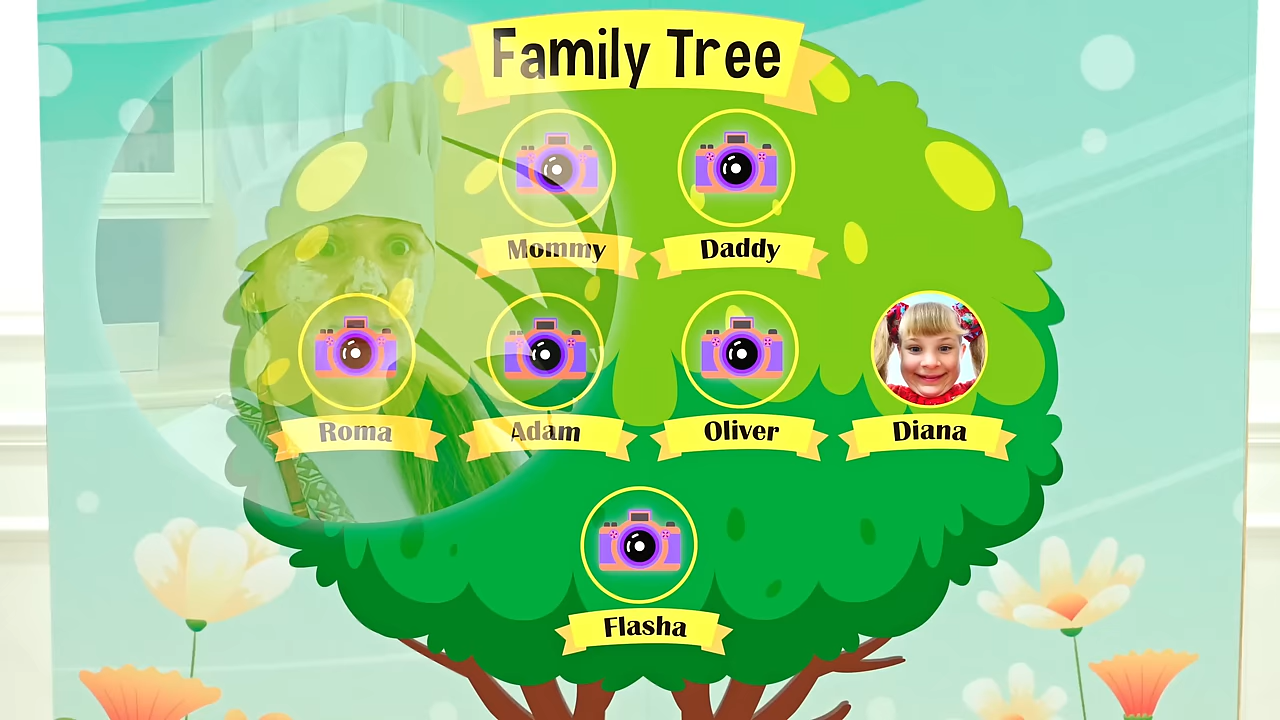 Family Tree
Mommy
Daddy
Roma
Adam
Oliver
Diana
Flasha